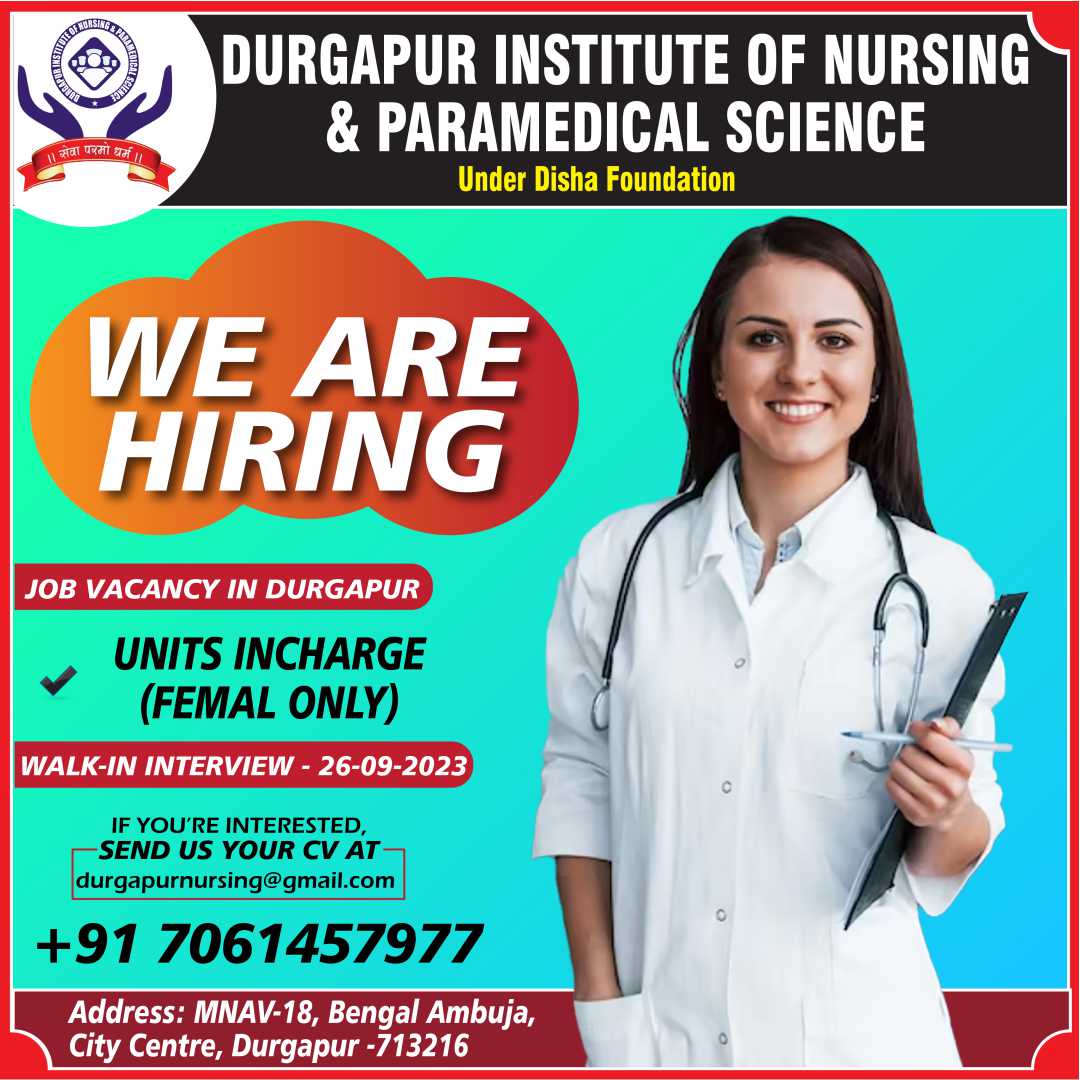 DURGAPUR INSTITUTE OF NURSING & PARAMEDICAL SCIENCE
|| सेवा परमो धर्म ||
DURGAPUR INSTITUTE OF NURSING
& PARAMEDICAL SCIENCE
Under Disha Foundation
WE ARE
HIRING
JOB VACANCY IN DURGAPUR
UNITS INCHARGE
(FEMAL ONLY)
WALK-IN INTERVIEW - 26-09-2023
IF YOU'RE INTERESTED,
SEND US YOUR CV AT
durgapurnursing@gmail.com
+91 7061457977
Address: MNAV-18, Bengal Ambuja,
City Centre, Durgapur -713216